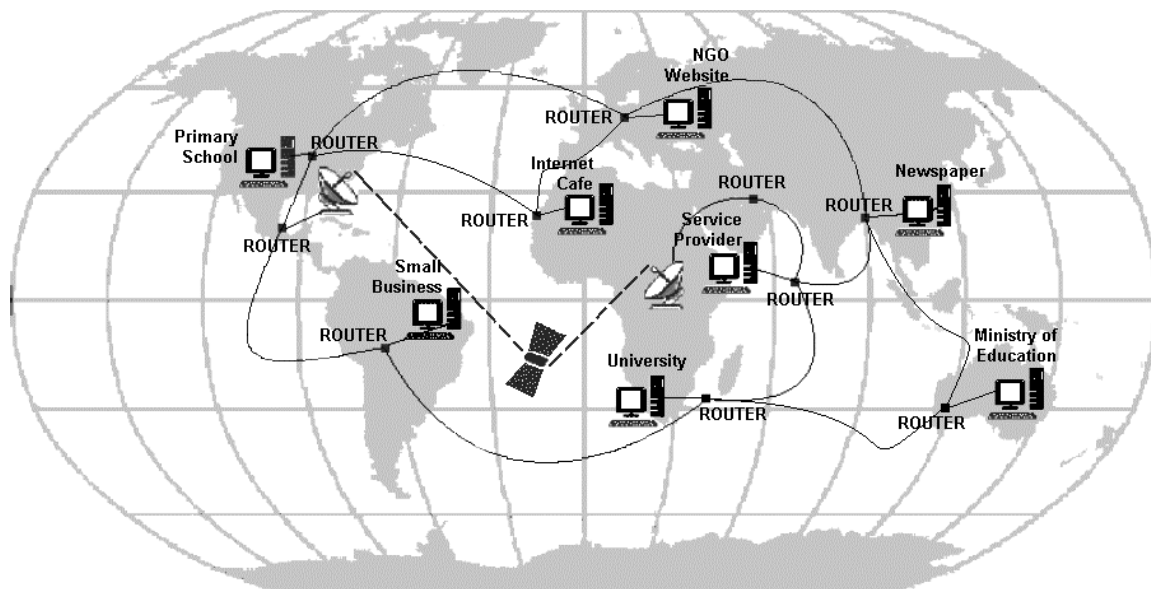 NGO
Website
ROUTER
Primary
School
ROUTER
Internet
Cafe
ROUTER
Newspaper
ROUTER
ROUTER
Service
Provider
ROUTER
ROUTER
Small
Business
ROUTER
University
ROUTER
Ministry of
Education
ROUTER